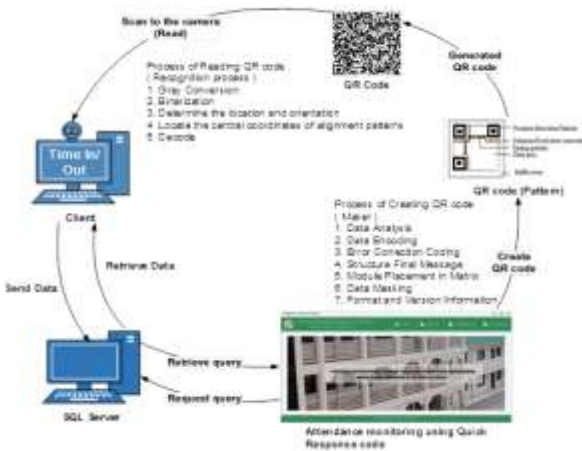 Scan to the camera
(Read)
Process of Reading QR code
( Recognition process )
1. Gray Conversion
2. Binarization
3. Determine the location and orientation
4. Locate the central coordinates of alignment patterns
5. Decode
QR Code
Generated
QR code
QR code (Pattern)
Time In/
Out
Client
Process of Creating QR code
( Maker )
1. Data Analysis
2. Data Encoding
3. Error Correction Coding
4. Structure Final Message
5. Module Placement in Matrix
6. Data Masking
7. Format and Version Information
Create
QR code
Retrieve Data
Send Data
Retrieve query
Request query
SQL Server
Attendance monitoring using Quick
Response code